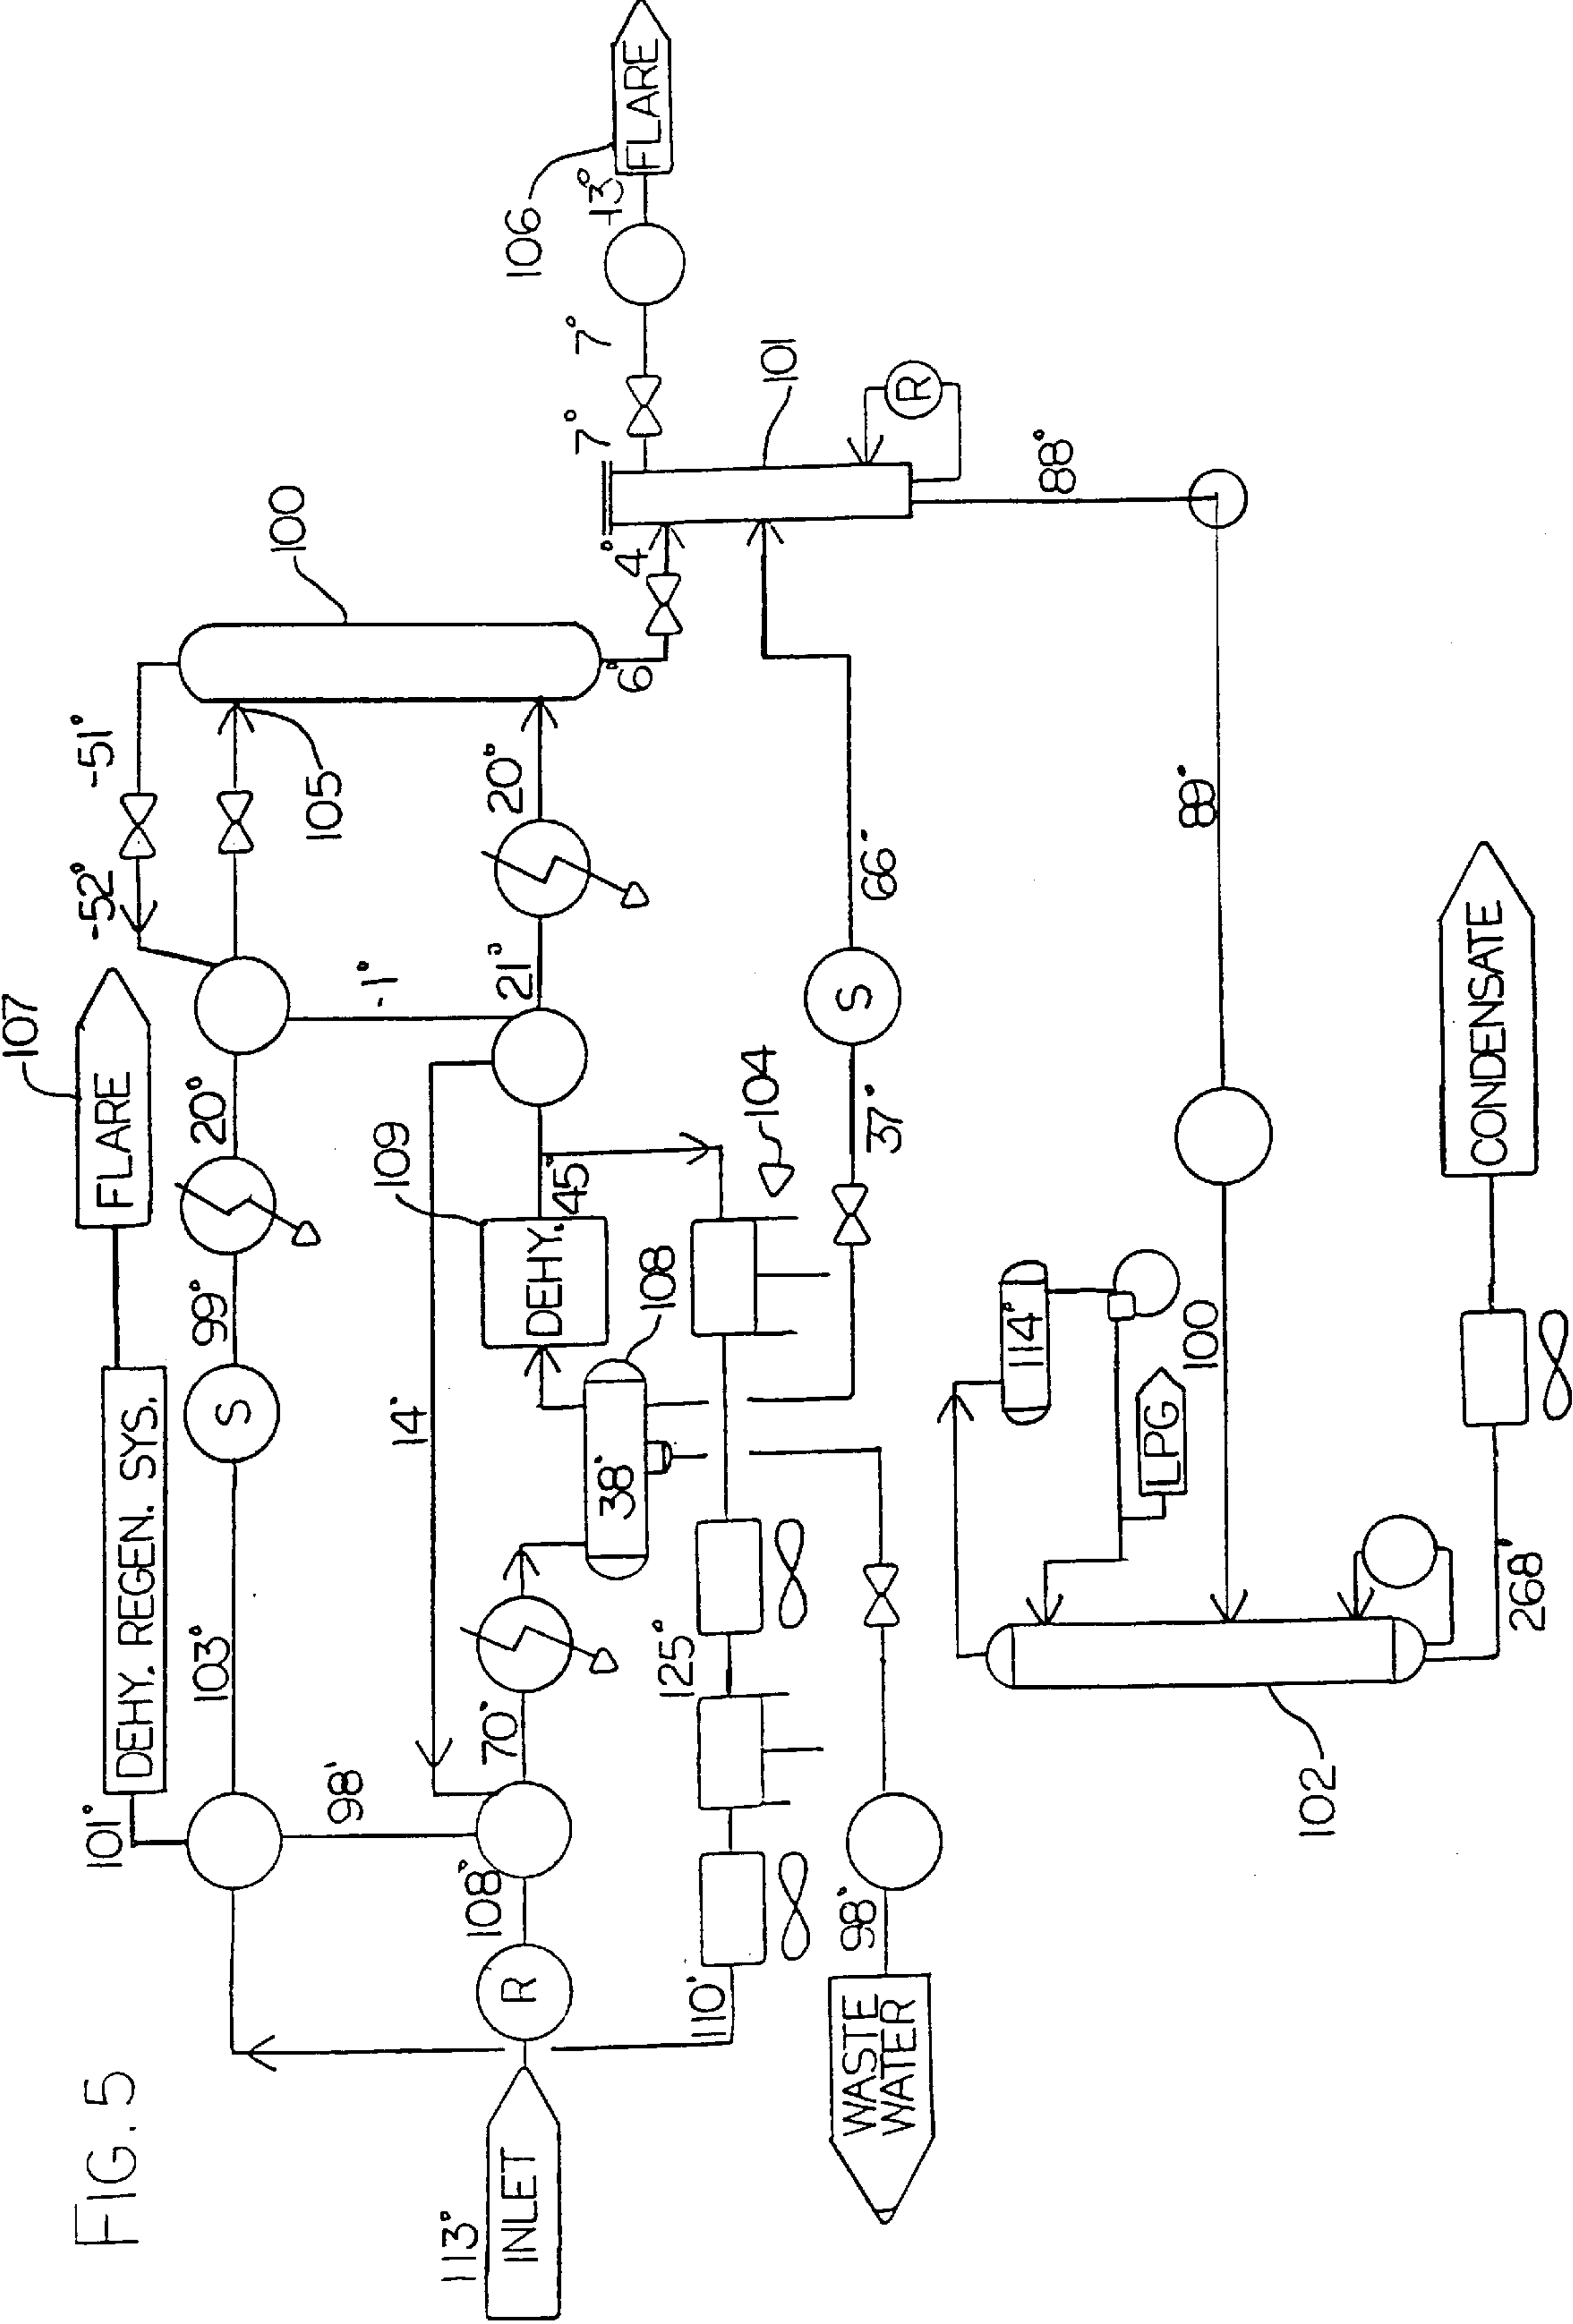 FIG. 5
107
FLARE
DEHY. REGEN. SYS.
101°
103°
S
99°
20°
-52°
-51°
105
100
98°
14°
-1°
113°
INLET
R
108°
70°
38°
108
109
DEHY.
45°
21°
20°
6°
4°
7°
7°
13°
FLARE
106
101
R
88°
110°
125°
104
WASTE
WATER
98°
37°
S
66°
102
114°
LPG
100
89°
268°
CONDENSATE